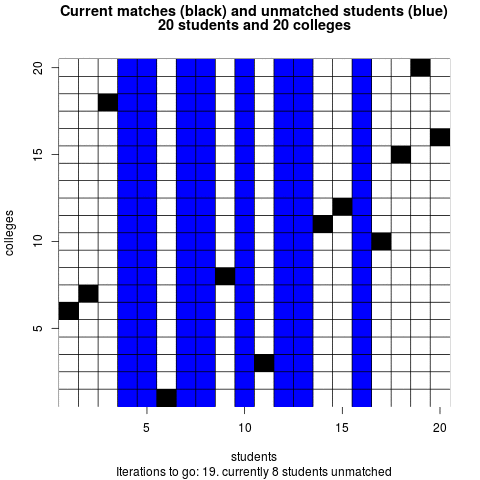 Current matches (black) and unmatched students (blue)
20 students and 20 colleges
20
15
10
5
colleges
5 10 15 20
students
Iterations to go: 19. currently 8 students unmatched